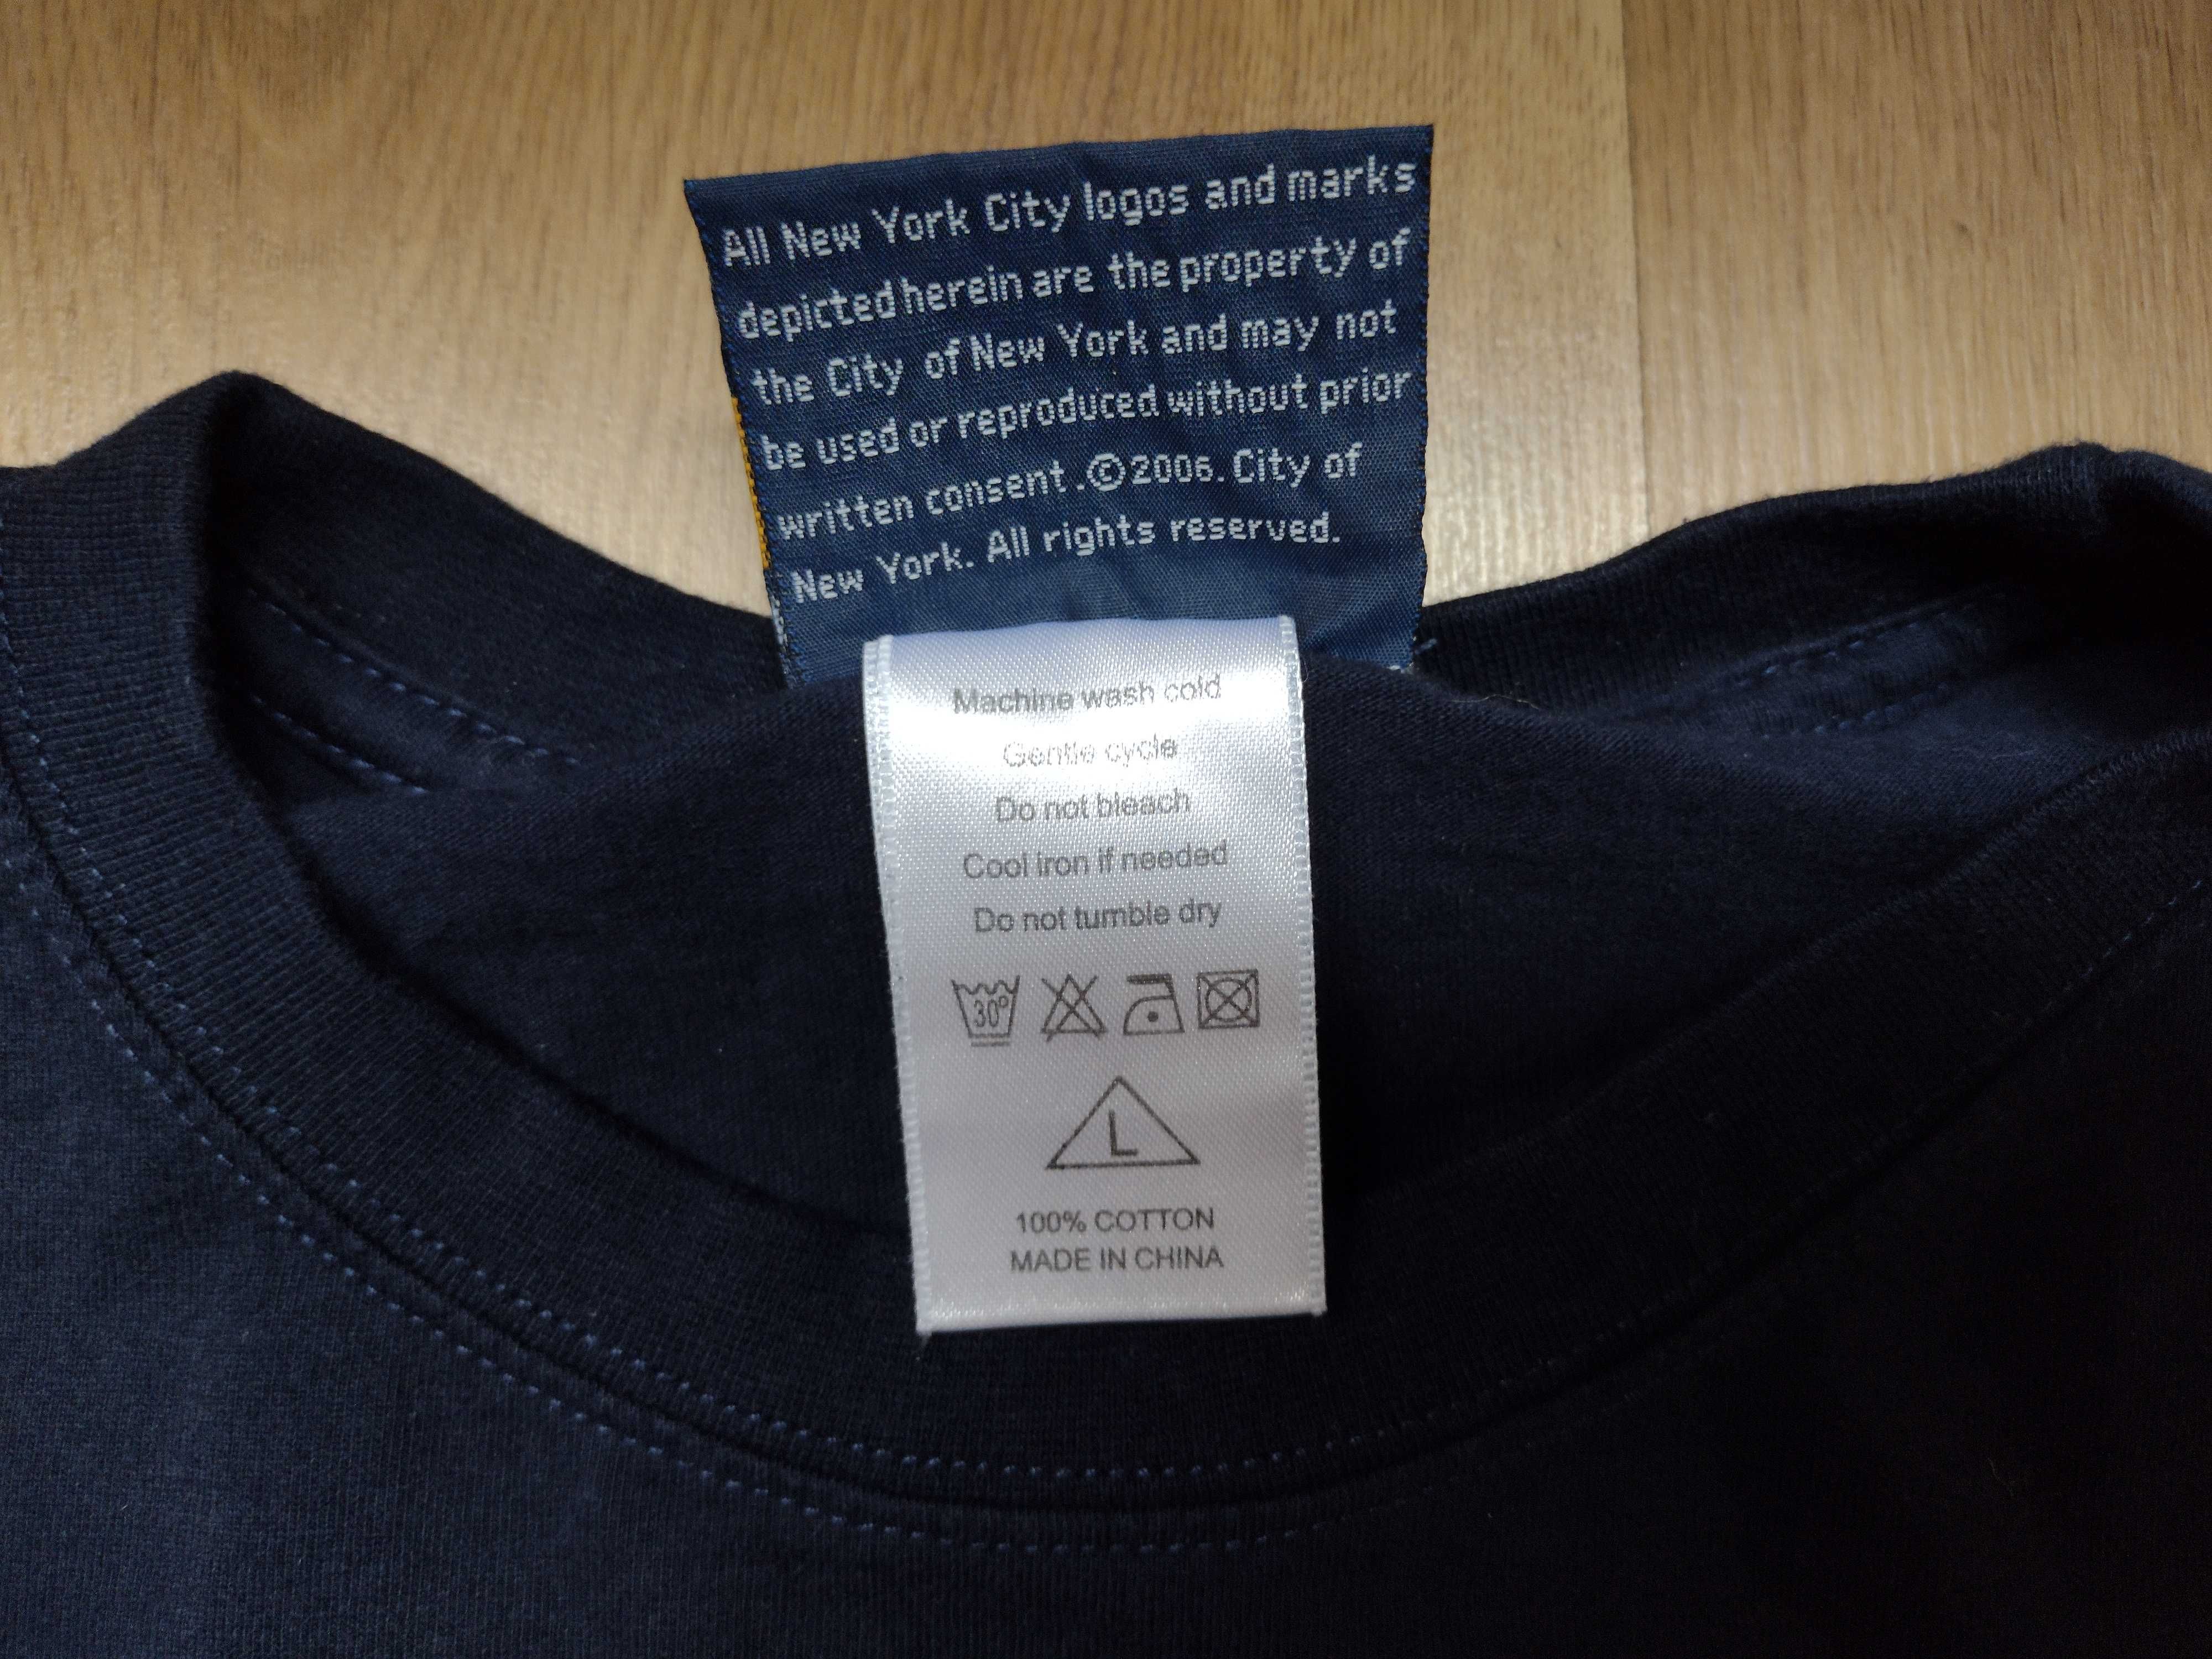 All New York City logos and marks
depicted herein are the property of
the City of New York and may not
be used or reproduced without prior
written consent.©2006. City of
New York. All rights reserved.
Machine wash cold
Gentle cycle
Do not bleach
Cool iron if needed
Do not tumble dry
30°
L
100% COTTON
MADE IN CHINA